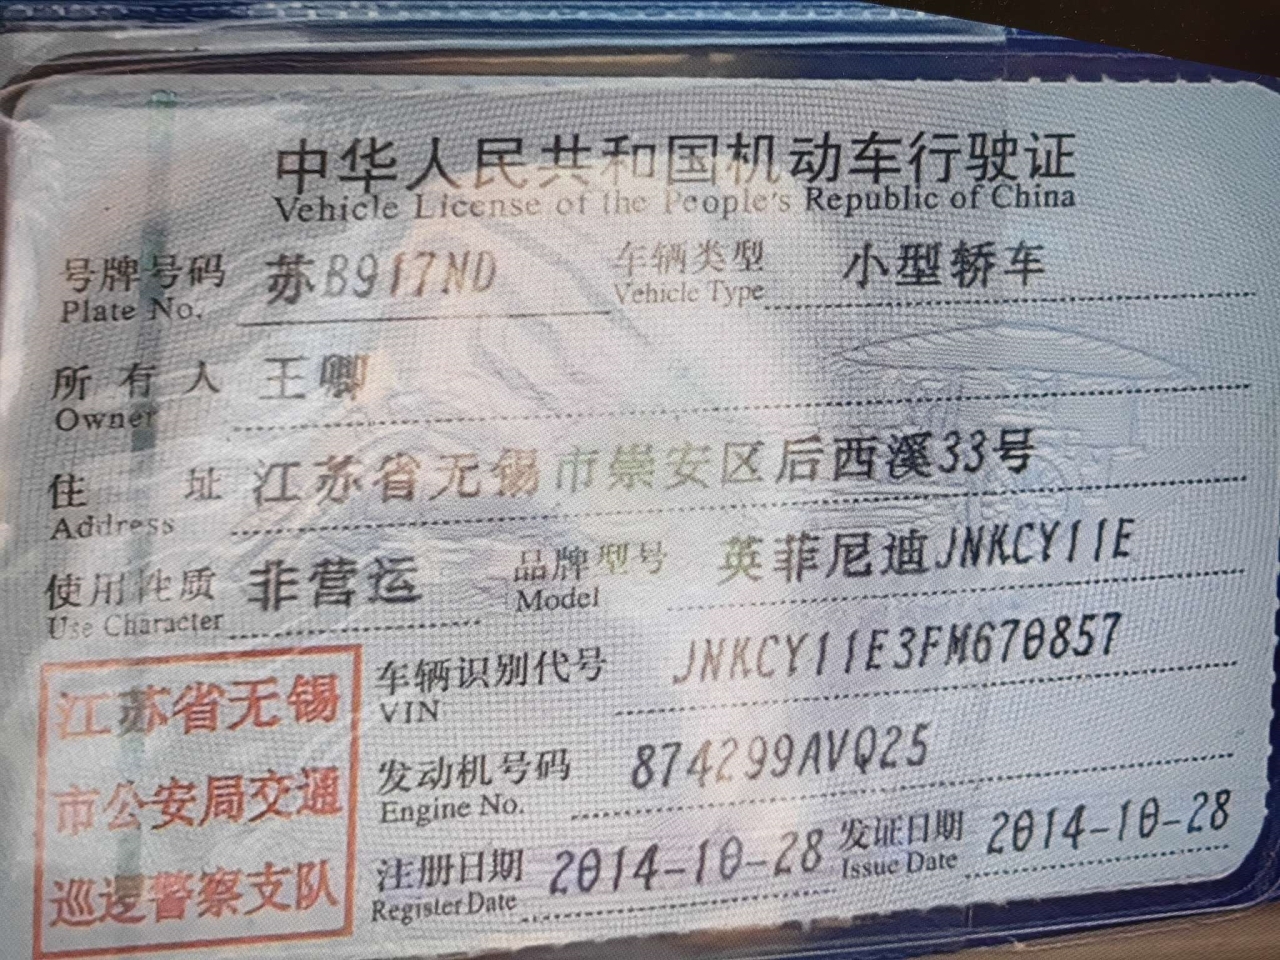 中华人民共和国机动车行驶证
Vehicle License of the People's Republic of China
号牌号码 苏B917ND 车辆类型 小型轿车
Plate No. Vehicle Type
所有人 王卿
Owner
住址 江苏省无锡市崇安区后西溪33号
Address
使用性质 非营运 品牌型号 英菲尼迪JNKCY11E
Use Character Model
车辆识别代号 JNKCY11E3FM670857
VIN
发动机号码 874299AVQ25
Engine No.
注册日期 2014-10-28 发证日期 2014-10-28
Register Date Issue Date
江苏省无锡
市公安局交通
巡逻警察支队